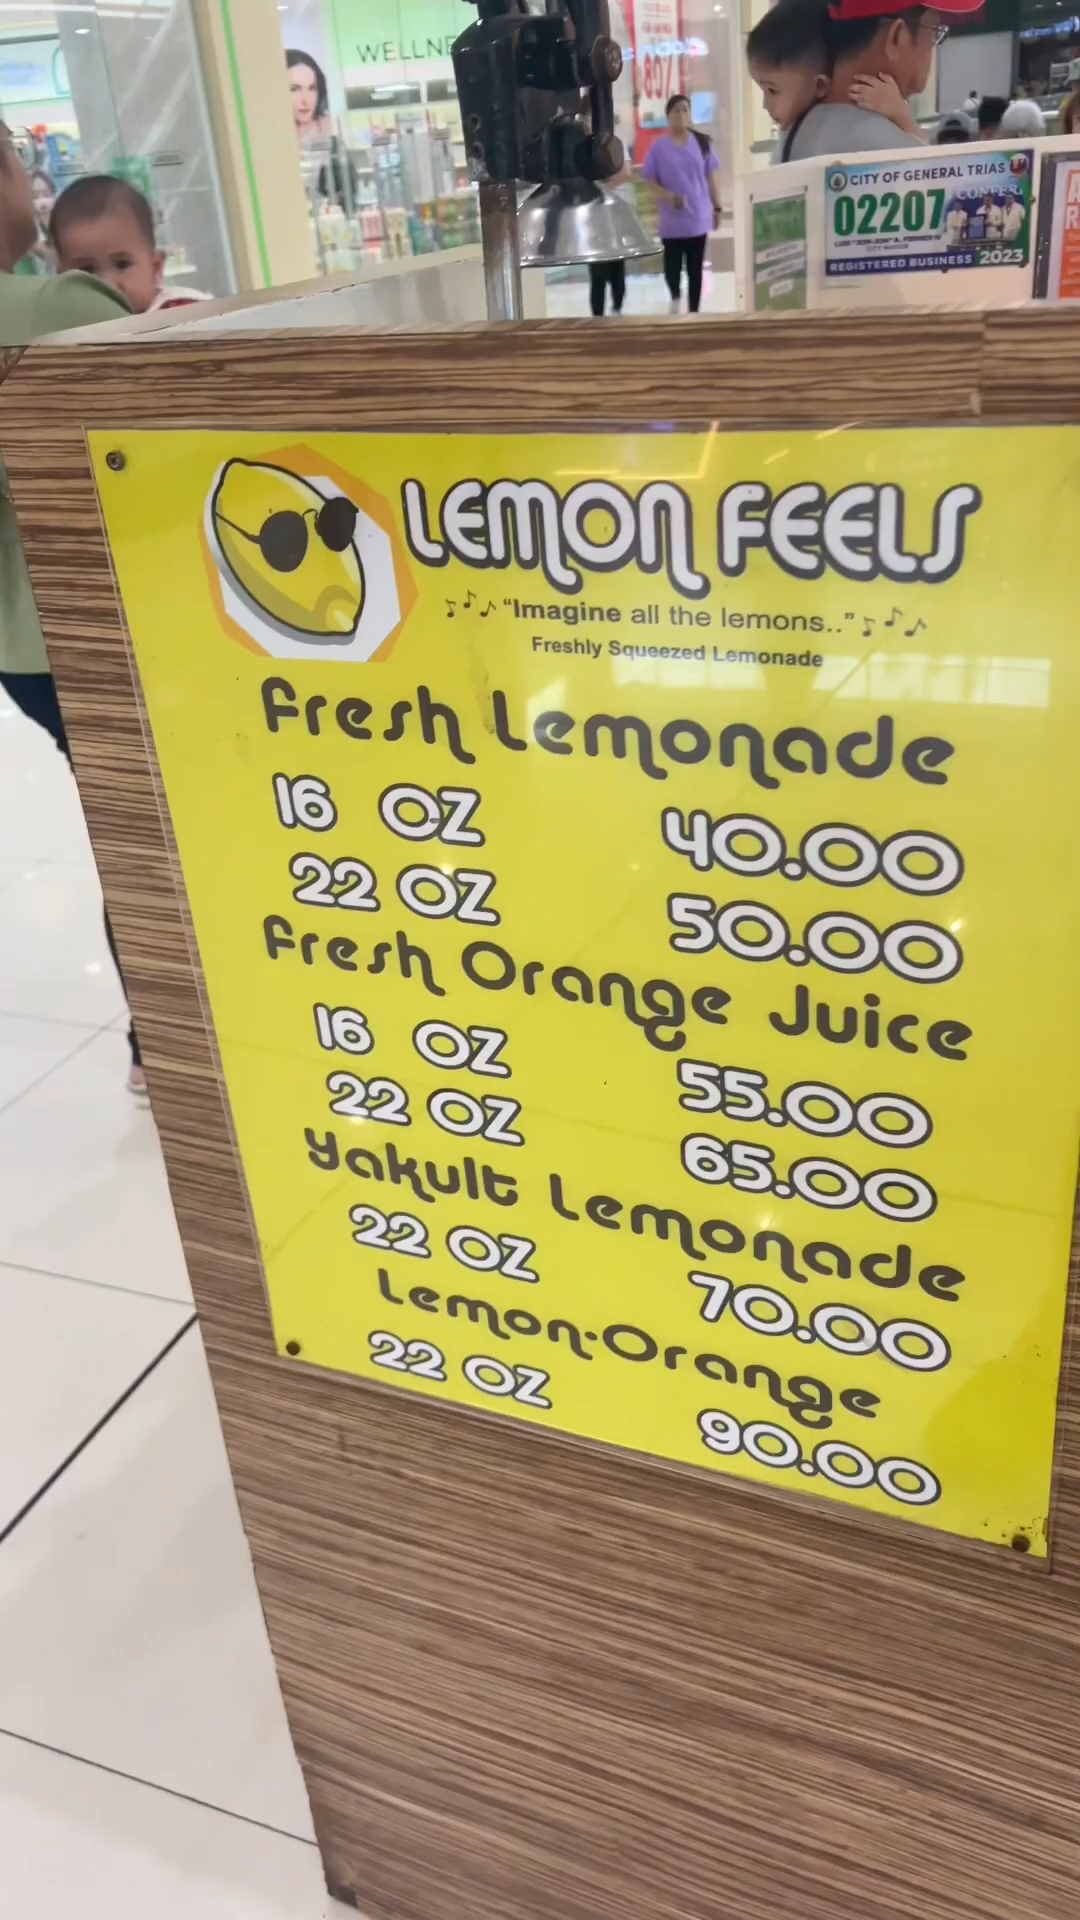 WELLNE
CITY OF GENERAL TRIAS
02207
REGISTERED BUSINESS 2023
LEMON FEELS
"Imagine all the lemons.."
Freshly Squeezed Lemonade
Fresh Lemonade
16 OZ 40.00
22 OZ 50.00
Fresh Orange Juice
16 OZ 55.00
22 OZ 65.00
Yakult Lemonade
22 OZ 70.00
Lemon-Orange
22 OZ 90.00